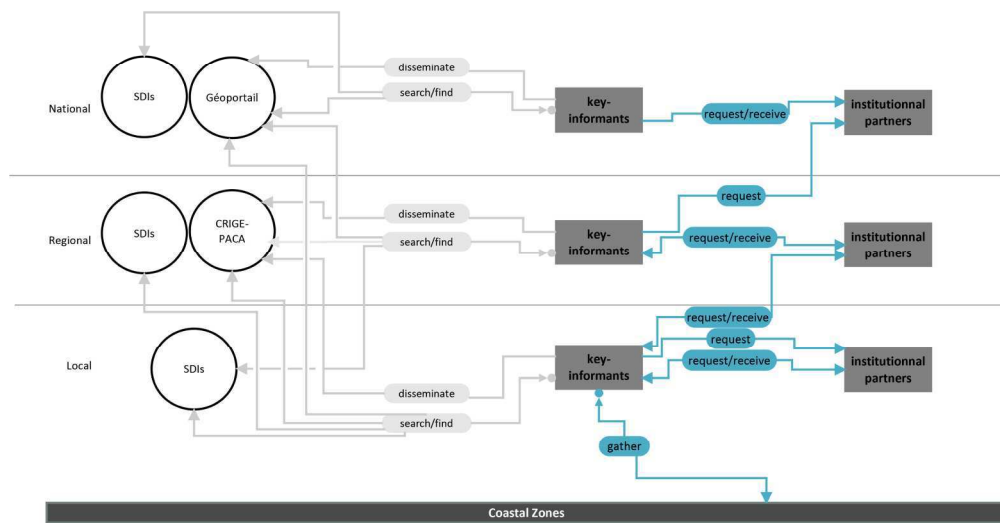 disseminate
search/find
National
SDIs
Géoportail
key-
informants
request/receive
institutionnal
partners
request
Regional
SDIs
CRIGE-
PACA
disseminate
search/find
key-
informants
request/receive
institutionnal
partners
request/receive
request
request/receive
Local
SDIs
disseminate
search/find
key-
informants
institutionnal
partners
gather
Coastal Zones